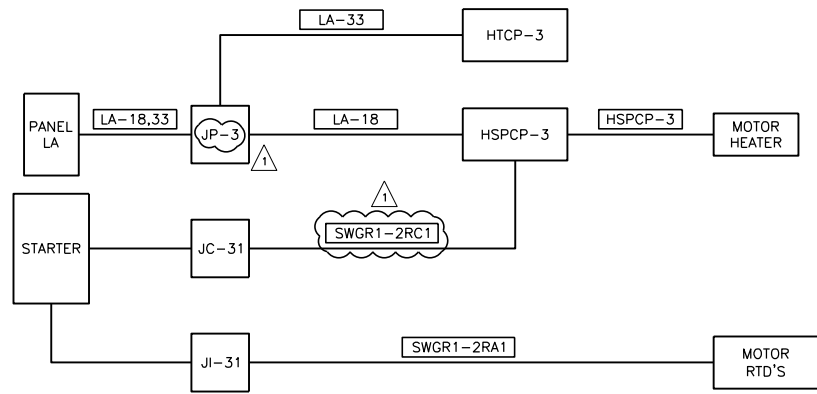 LA-33
HTCP-3
PANEL
LA
LA-18,33
JP-3
LA-18
HSPCP-3
HSPCP-3
MOTOR
HEATER
1
1
STARTER
JC-31
SWGR1-2RC1
JI-31
SWGR1-2RA1
MOTOR
RTD'S